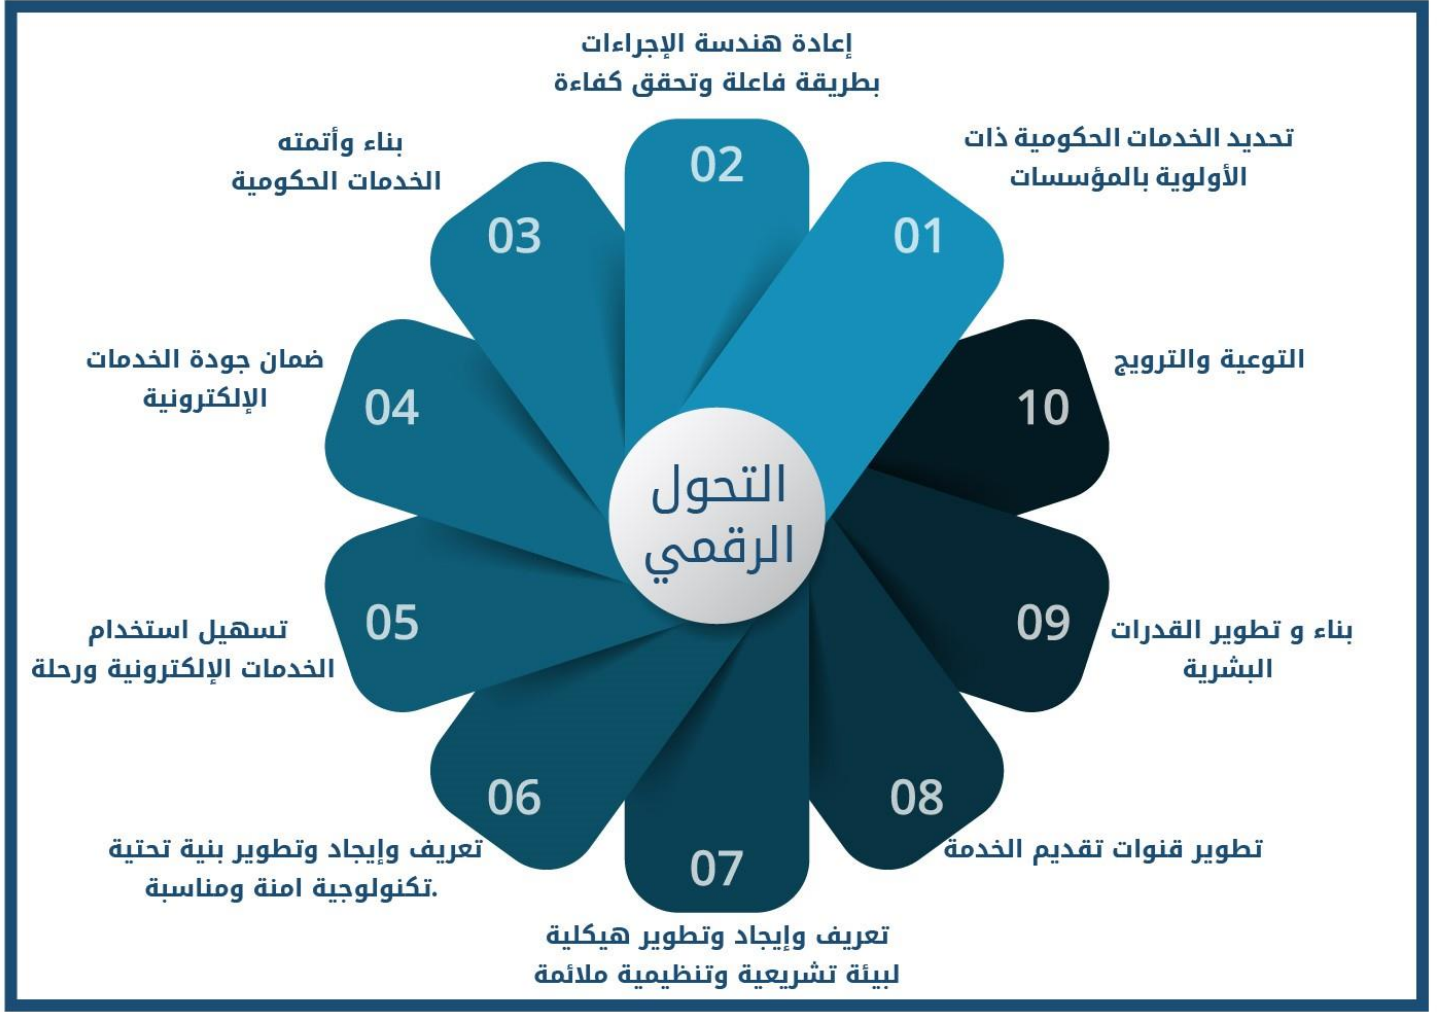 إعادة هندسة الإجراءات
بطريقة فاعلة وتحقق كفاءة
02
تحديد الخدمات الحكومية ذات
الأولوية بالمؤسسات
01
بناء وأتمته
الخدمات الحكومية
03
ضمان جودة الخدمات
الإلكترونية
04
التوعية والترويج
10
التحول
الرقمي
تسهيل استخدام
الخدمات الإلكترونية ورحلة
05
بناء و تطوير القدرات
البشرية
09
تعريف وإيجاد وتطوير بنية تحتية
تكنولوجية امنة ومناسبة.
06
تطوير قنوات تقديم الخدمة
08
07
تعريف وإيجاد وتطوير هيكلية
لبيئة تشريعية وتنظيمية ملائمة